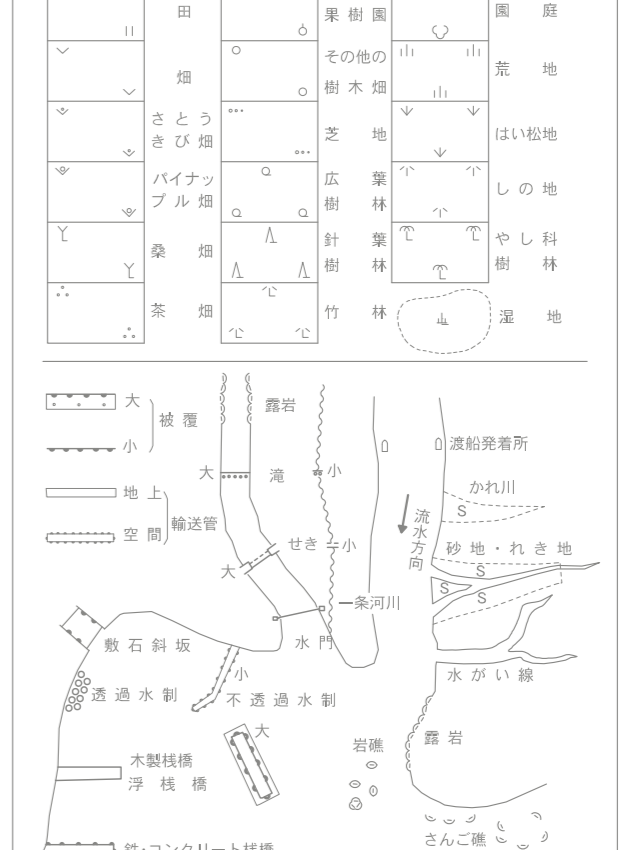 田
畑
さとう
きび畑
パイナッ
プル畑
桑畑
茶畑
果樹園
その他の
樹木畑
芝地
広葉
樹林
針葉
樹林
竹林
園庭
荒地
はい松地
しの地
やし科
樹林
湿地
大
被覆
小
地上
輸送管
空間
露岩
大
滝
小
せき
小
大
一条河川
水門
渡船発着所
かれ川
S
流水方向
砂地・れき地
S
S
S
水がい線
敷石斜坂
透過水制
小
不透過水制
大
木製桟橋
浮桟橋
岩礁
露岩
さんご礁
鉄・コンクリート桟橋